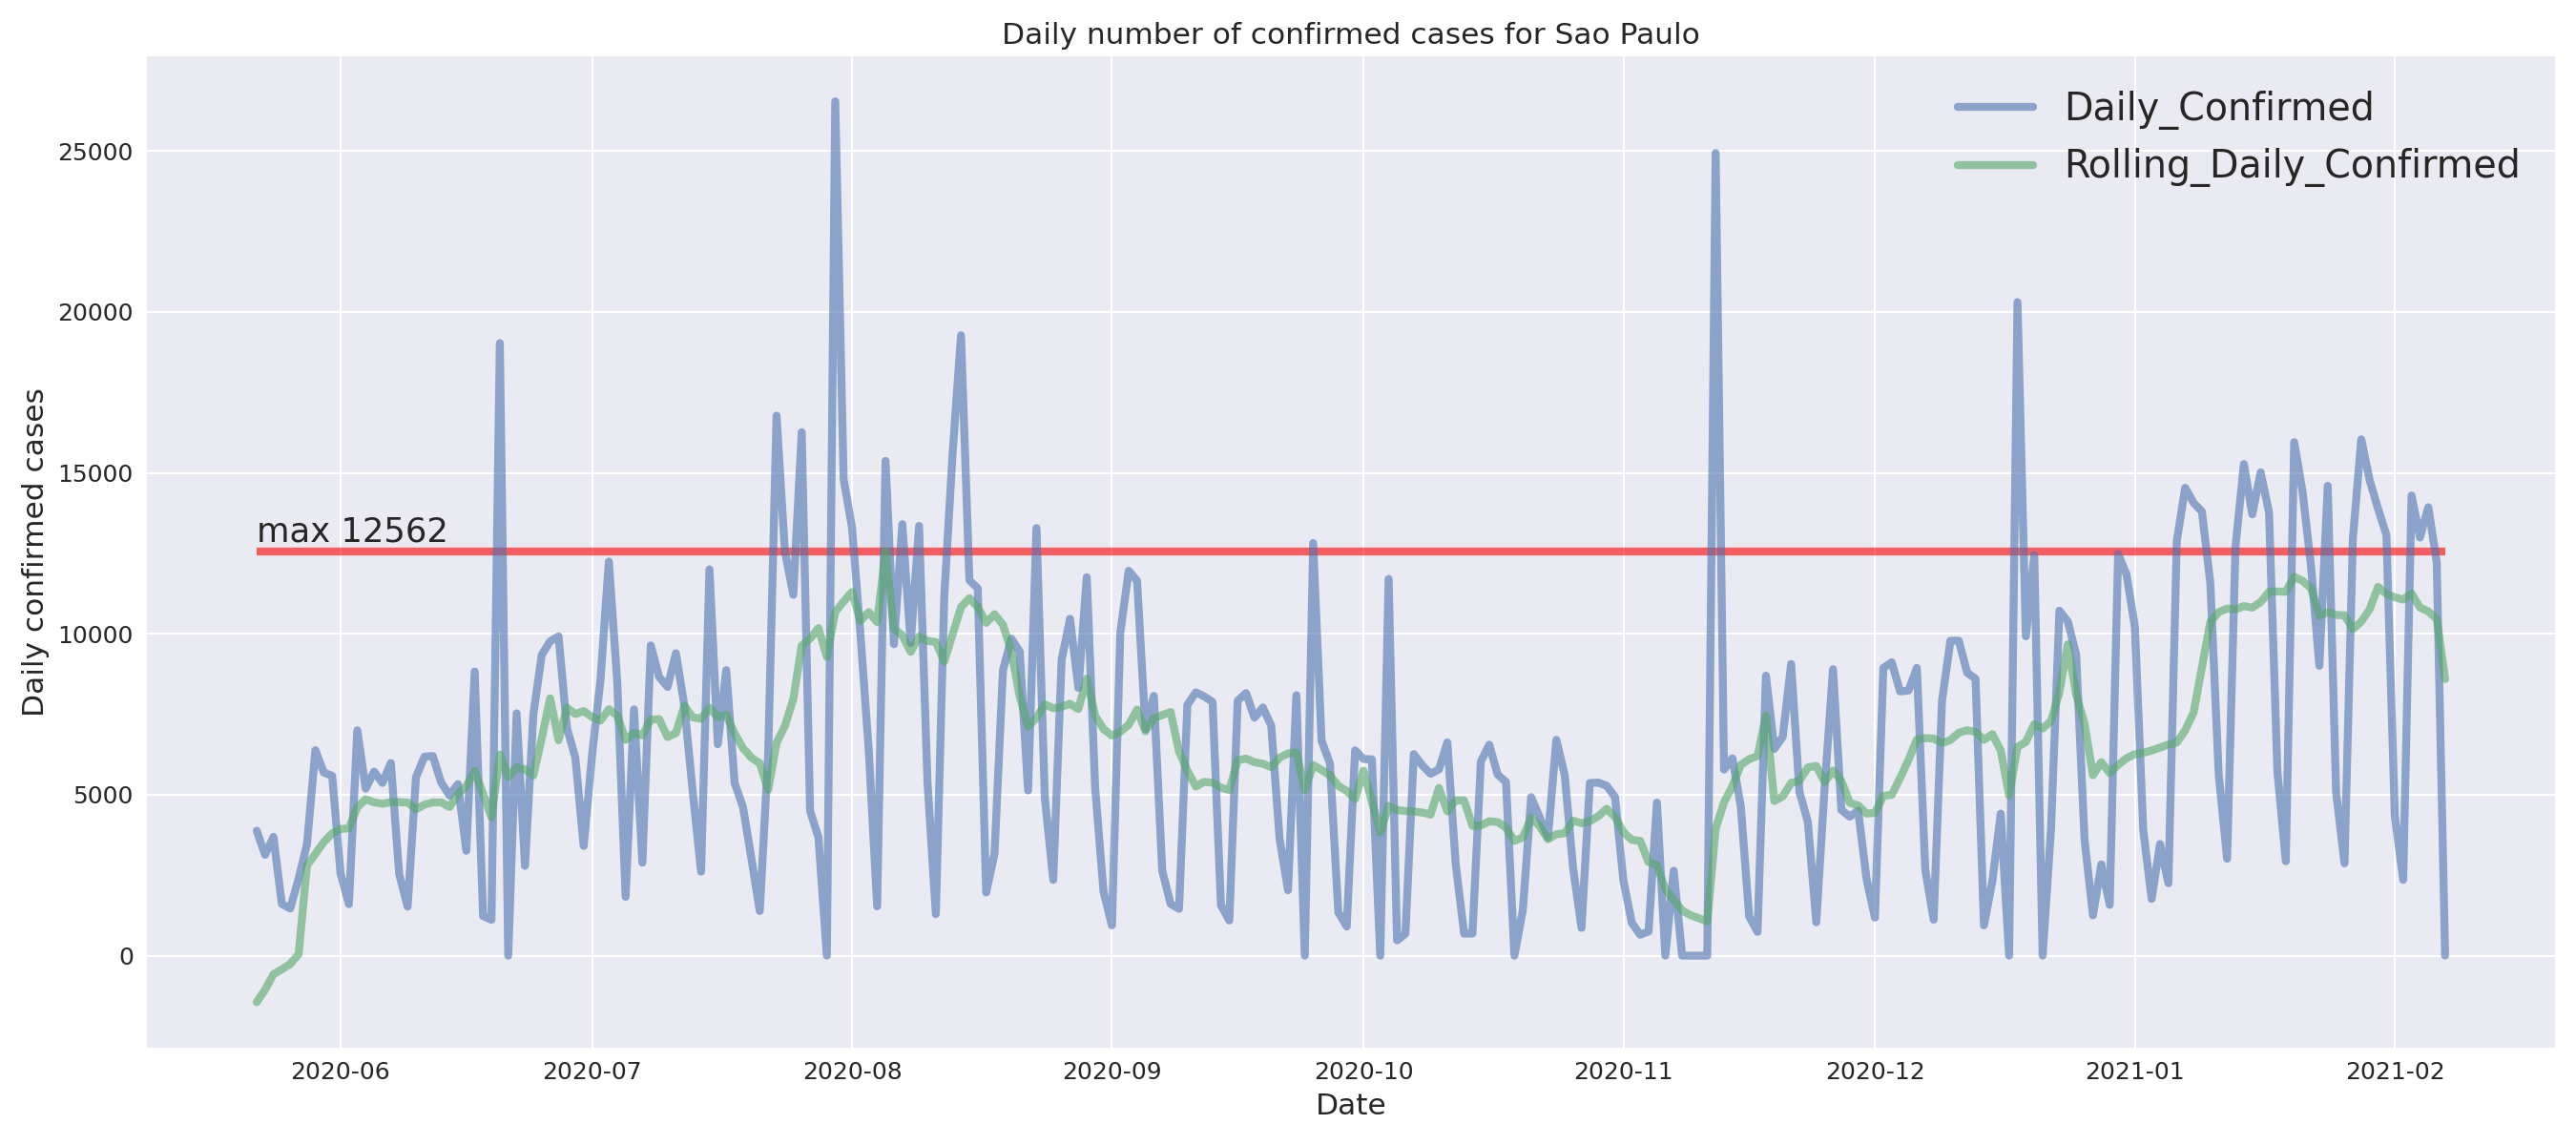 Daily number of confirmed cases for Sao Paulo
Daily_Confirmed
Rolling_Daily_Confirmed
Daily confirmed cases
25000
20000
15000
10000
5000
0
max 12562
2020-06
2020-07
2020-08
2020-09
2020-10
2020-11
2020-12
2021-01
2021-02
Date